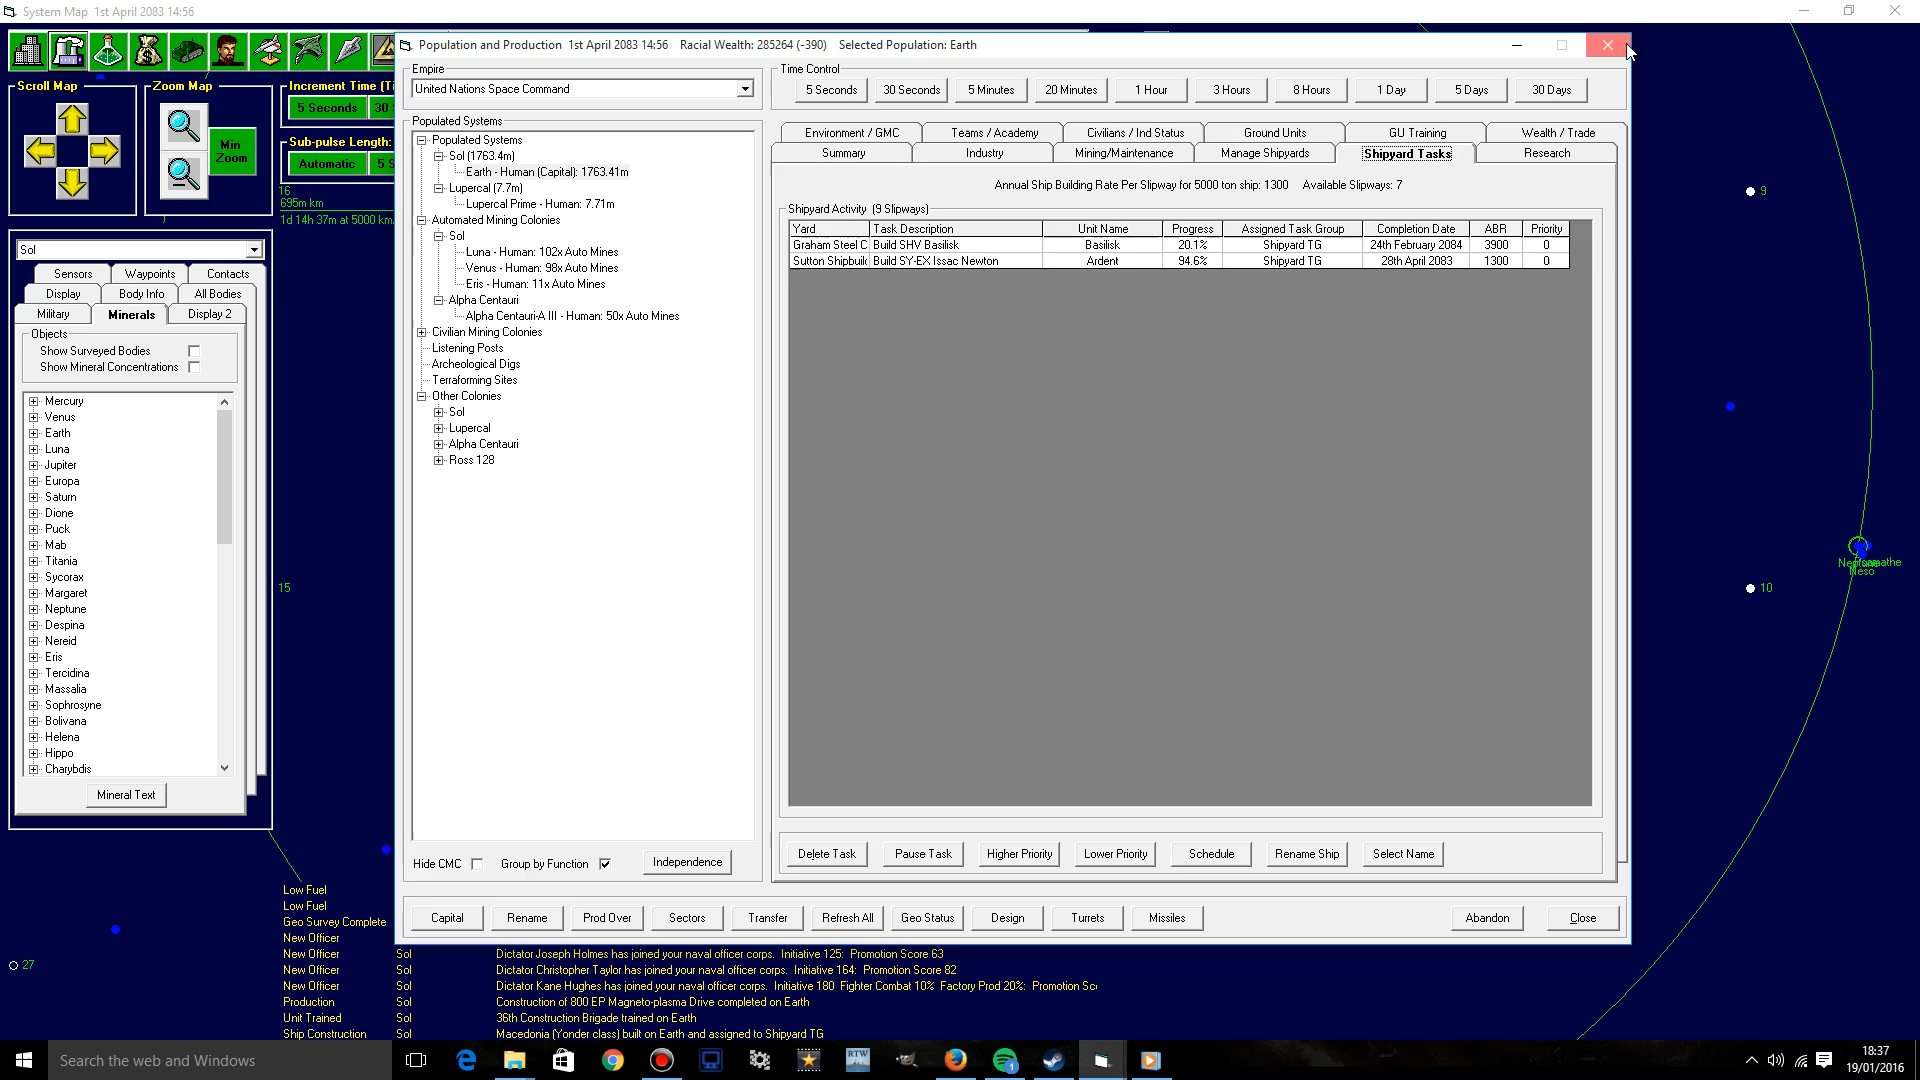 System Map 1st April 2083 14:56
Population and Production 1st April 2083 14:56 Racial Wealth: 285264 (-390) Selected Population: Earth
Scroll Map
Zoom Map
Min Zoom
Increment Time (Ti
5 Seconds 30
Sub-pulse Length:
Automatic 5 S
16
695m km
1d 14h 37m at 5000 km
Sol
Sensors Waypoints Contacts
Display Body Info All Bodies
Military Minerals Display 2
Objects
Show Surveyed Bodies
Show Mineral Concentrations
Mercury
Venus
Earth
Luna
Jupiter
Europa
Saturn
Dione
Puck
Mab
Titania
Sycorax
Margaret
Neptune
Despina
Nereid
Eris
Tercidina
Massalia
Sophrosyne
Bolivana
Helena
Hippo
Charybdis
Mineral Text
15
27
Empire
United Nations Space Command
Populated Systems
Populated Systems
Sol (1763.4m)
Earth - Human (Capital): 1763.41m
Lupercal (7.7m)
Lupercal Prime - Human: 7.71m
Automated Mining Colonies
Sol
Luna - Human: 102x Auto Mines
Venus - Human: 98x Auto Mines
Eris - Human: 11x Auto Mines
Alpha Centauri
Alpha Centauri-A III - Human: 50x Auto Mines
Civilian Mining Colonies
Listening Posts
Archeological Digs
Terraforming Sites
Other Colonies
Sol
Lupercal
Alpha Centauri
Ross 128
Hide CMC Group by Function Independence
Time Control
5 Seconds 30 Seconds 5 Minutes 20 Minutes 1 Hour 3 Hours 8 Hours 1 Day 5 Days 30 Days
Environment / GMC Teams / Academy Civilians / Ind Status Ground Units GU Training Wealth / Trade
Summary Industry Mining/Maintenance Manage Shipyards Shipyard Tasks Research
Annual Ship Building Rate Per Slipway for 5000 ton ship: 1300 Available Slipways: 7
Shipyard Activity (9 Slipways)
Yard Task Description Unit Name Progress Assigned Task Group Completion Date ABR Priority
Graham Steel C Build SHV Basilisk Basilisk 20.1% Shipyard TG 24th February 2084 3900 0
Sutton Shipbuilc Build SY-EX Issac Newton Ardent 94.6% Shipyard TG 28th April 2083 1300 0
Delete Task Pause Task Higher Priority Lower Priority Schedule Rename Ship Select Name
Capital Rename Prod Over Sectors Transfer Refresh All Geo Status Design Turrets Missiles Abandon Close
9
10
Neso
Low Fuel
Low Fuel
Geo Survey Complete
New Officer
New Officer Sol Dictator Joseph Holmes has joined your naval officer corps. Initiative 125: Promotion Score 63
New Officer Sol Dictator Christopher Taylor has joined your naval officer corps. Initiative 164: Promotion Score 82
New Officer Sol Dictator Kane Hughes has joined your naval officer corps. Initiative 180 Fighter Combat 10% Factory Prod 20%: Promotion Sc
Production Sol Construction of 800 EP Magneto-plasma Drive completed on Earth
Unit Trained Sol 36th Construction Brigade trained on Earth
Ship Construction Sol Macedonia (Yonder class) built on Earth and assigned to Shipyard TG
Search the web and Windows
RTW
1
18:37
19/01/2016